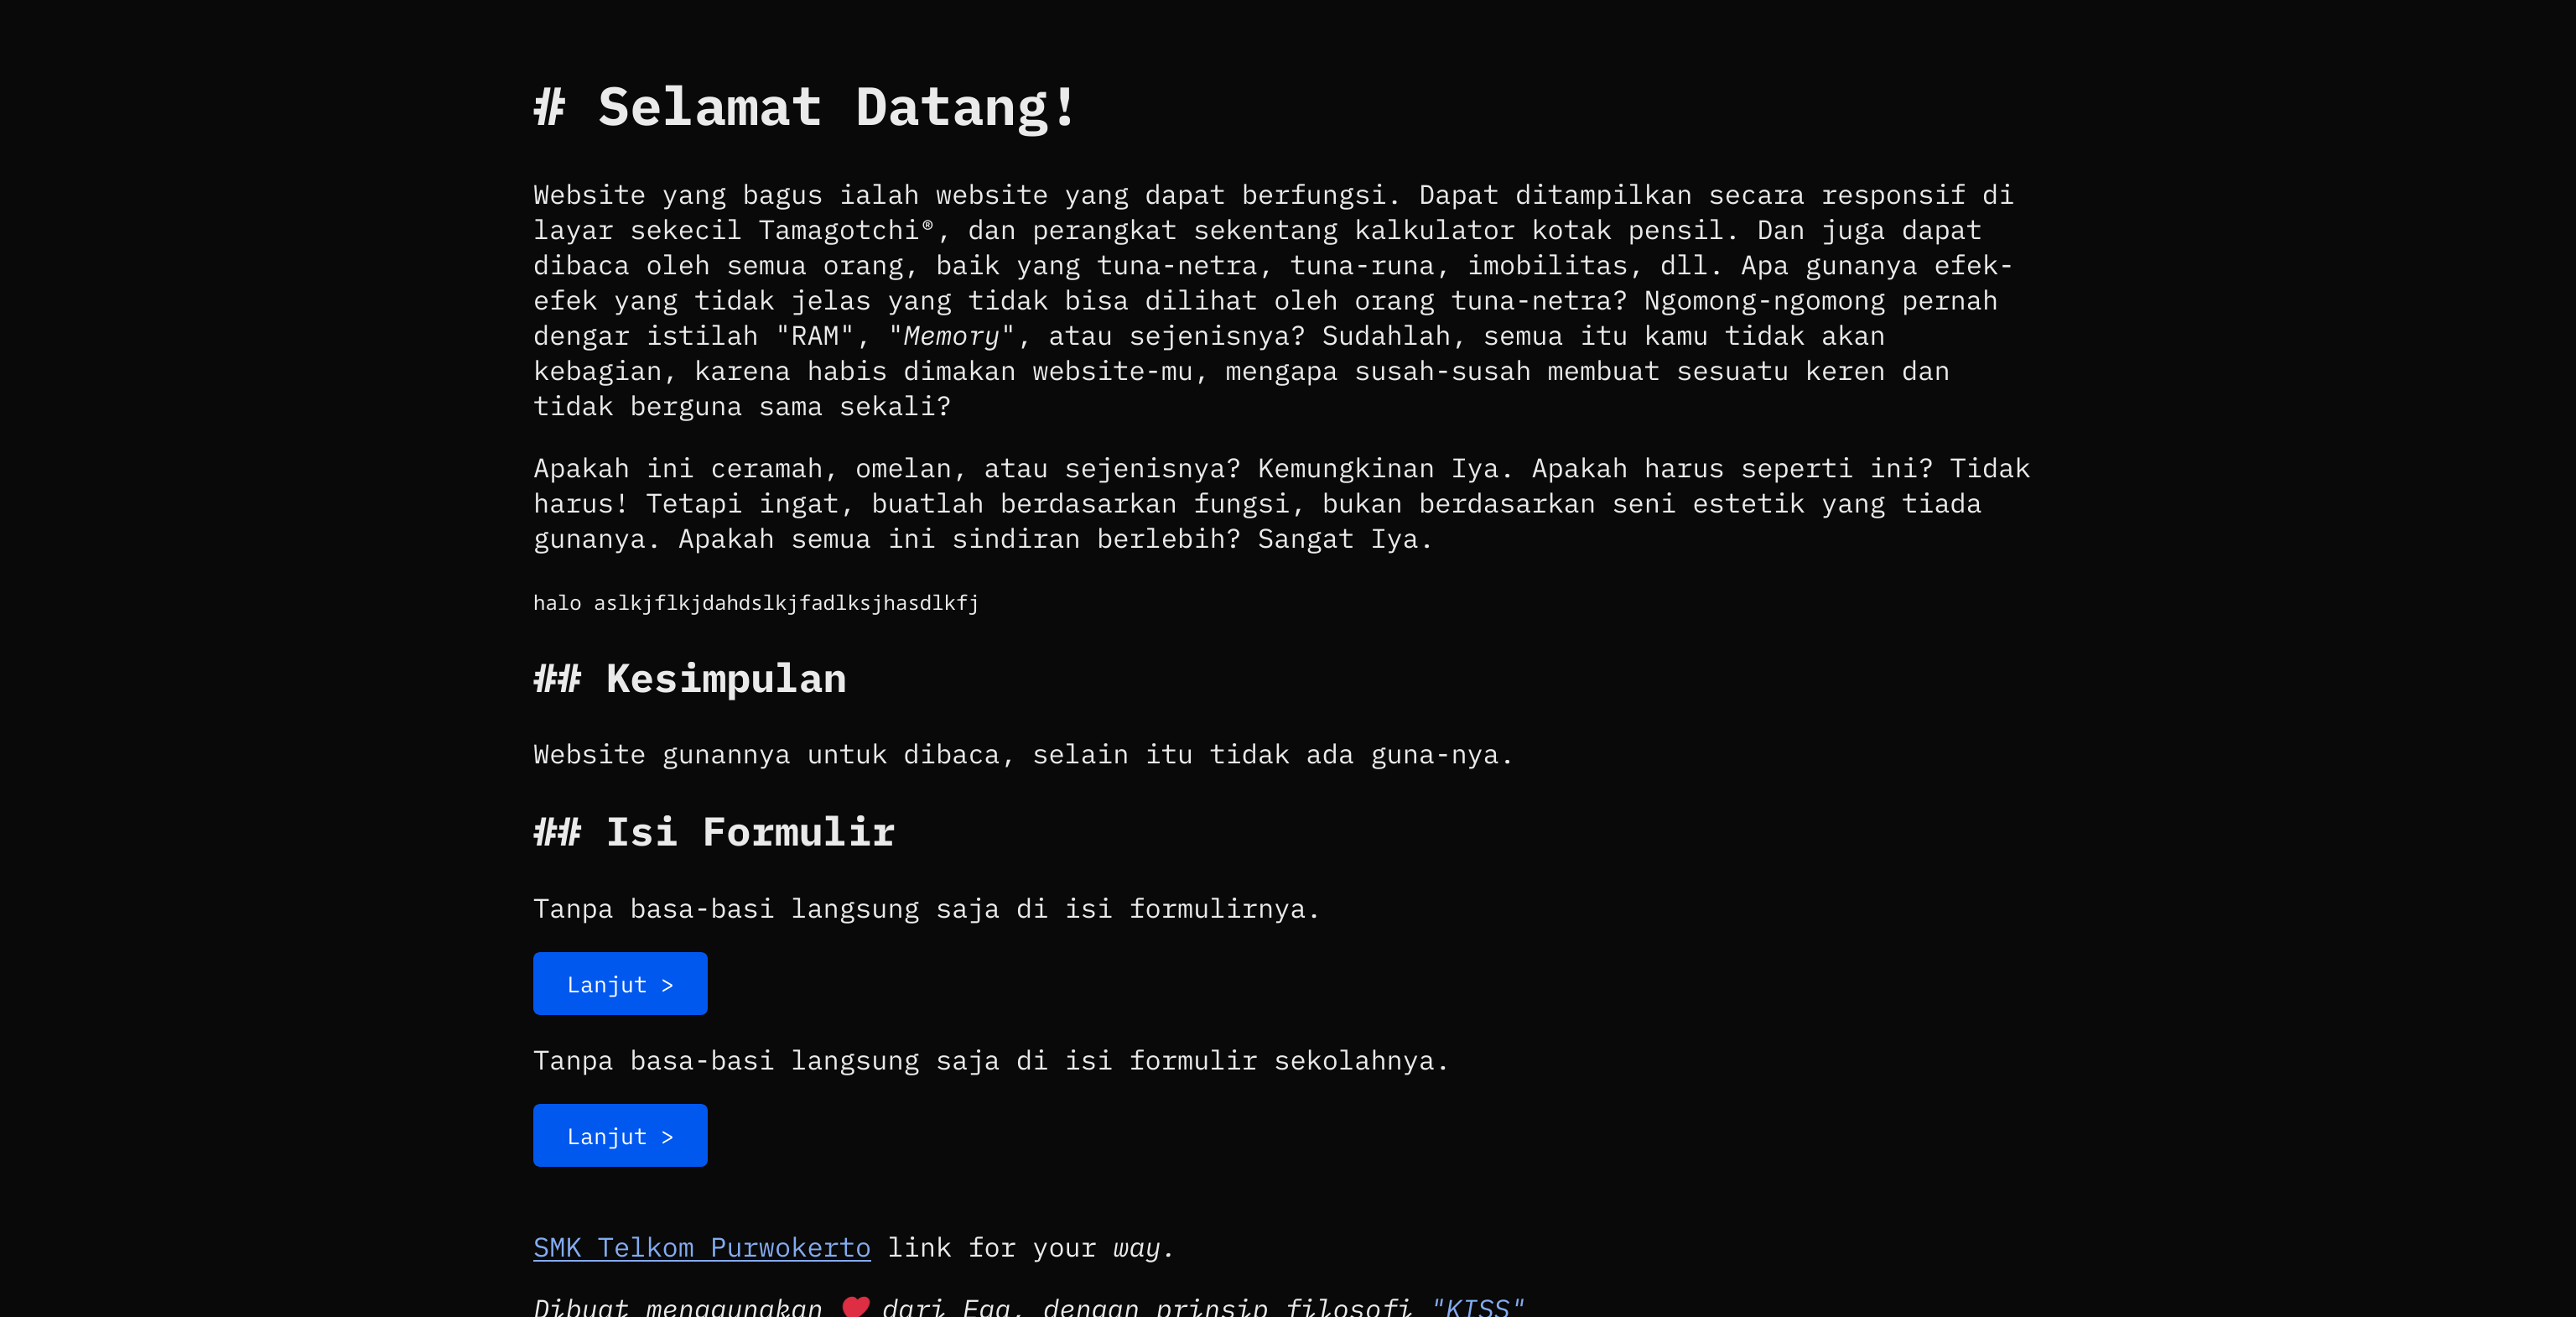 # Selamat Datang!
Website yang bagus ialah website yang dapat berfungsi. Dapat ditampilkan secara responsif di
layar sekecil Tamagotchi®, dan perangkat sekentang kalkulator kotak pensil. Dan juga dapat
dibaca oleh semua orang, baik yang tuna-netra, tuna-runa, imobilitas, dll. Apa gunanya efek-
efek yang tidak jelas yang tidak bisa dilihat oleh orang tuna-netra? Ngomong-ngomong pernah
dengar istilah "RAM", "Memory", atau sejenisnya? Sudahlah, semua itu kamu tidak akan
kebagian, karena habis dimakan website-mu, mengapa susah-susah membuat sesuatu keren dan
tidak berguna sama sekali?
Apakah ini ceramah, omelan, atau sejenisnya? Kemungkinan Iya. Apakah harus seperti ini? Tidak
harus! Tetapi ingat, buatlah berdasarkan fungsi, bukan berdasarkan seni estetik yang tiada
gunanya. Apakah semua ini sindiran berlebih? Sangat Iya.
halo aslkjflkjdahdslkjfadlksjhasdlkfj
## Kesimpulan
Website gunannya untuk dibaca, selain itu tidak ada guna-nya.
## Isi Formulir
Tanpa basa-basi langsung saja di isi formulirnya.
Lanjut >
Tanpa basa-basi langsung saja di isi formulir sekolahnya.
Lanjut >
SMK Telkom Purwokerto link for your way.
Dibuat menggunakan ❤️ dari Egg, dengan prinsip filosofi "KISS"